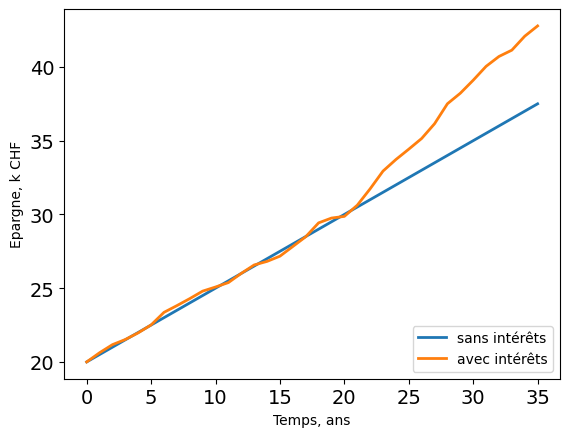 40
35
30
25
20
Epargne, k CHF
sans intérêts
avec intérêts
0 5 10 15 20 25 30 35
Temps, ans